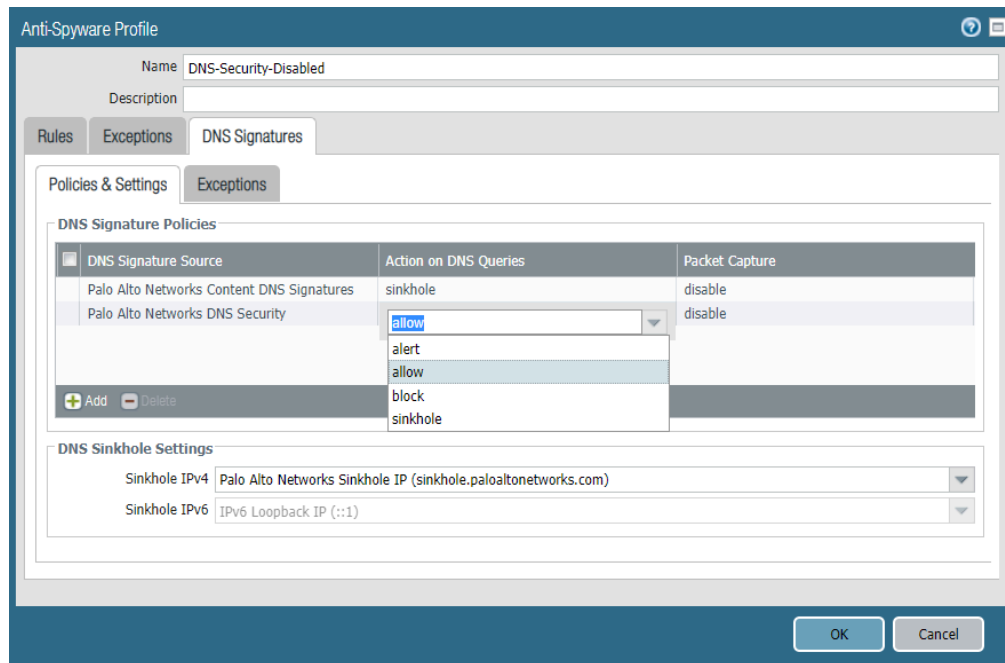 Anti-Spyware Profile
Name DNS-Security-Disabled
Description
Rules Exceptions DNS Signatures
Policies & Settings Exceptions
DNS Signature Policies
DNS Signature Source Action on DNS Queries Packet Capture
Palo Alto Networks Content DNS Signatures sinkhole disable
Palo Alto Networks DNS Security allow disable
alert
allow
block
sinkhole
Add Delete
DNS Sinkhole Settings
Sinkhole IPv4 Palo Alto Networks Sinkhole IP (sinkhole.paloaltonetworks.com)
Sinkhole IPv6 IPv6 Loopback IP (::1)
OK Cancel